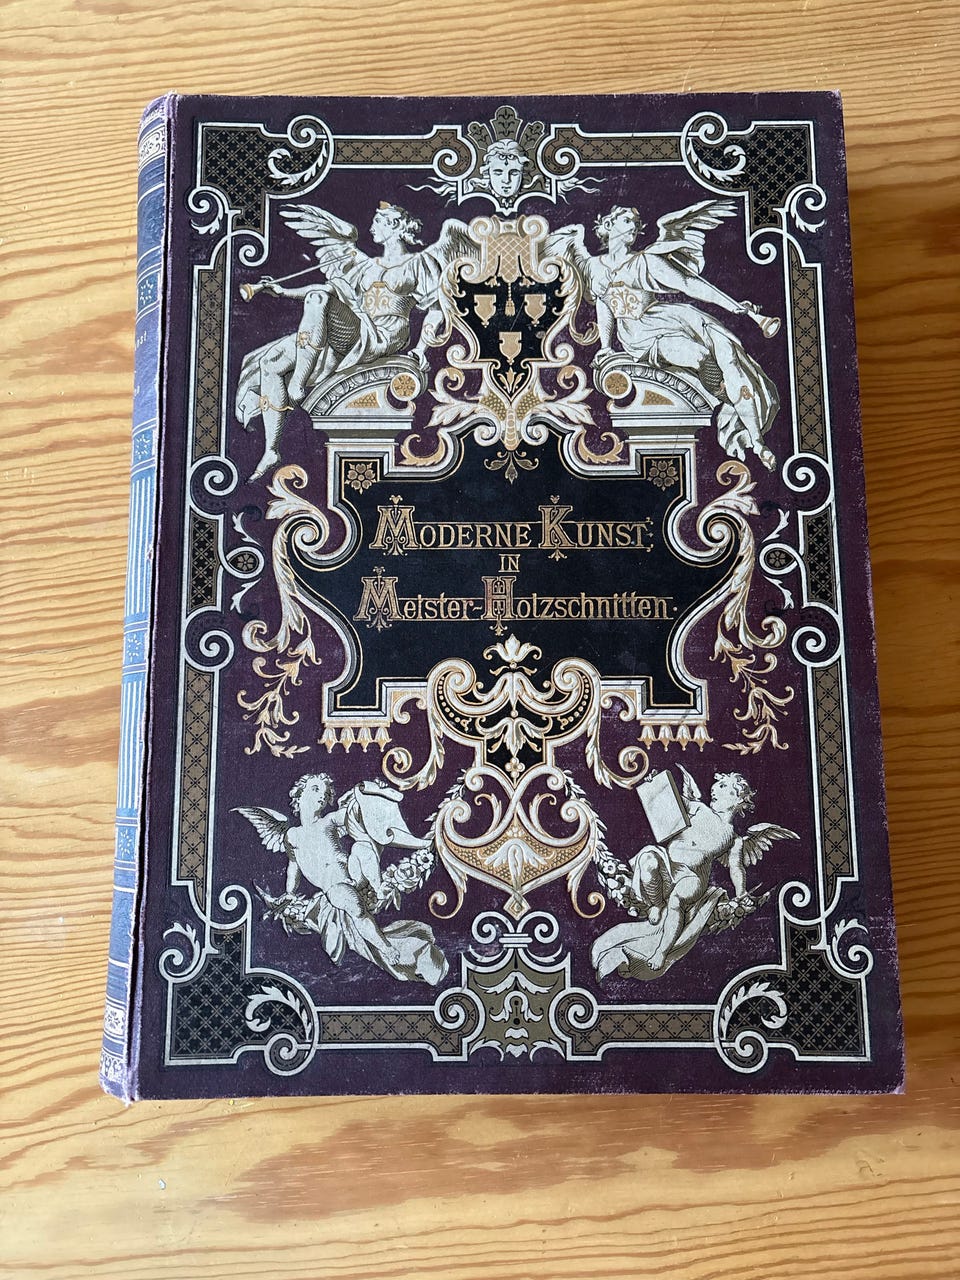 MODERNE KUNST
IN
MEISTER-HOLZSCHNITTEN.